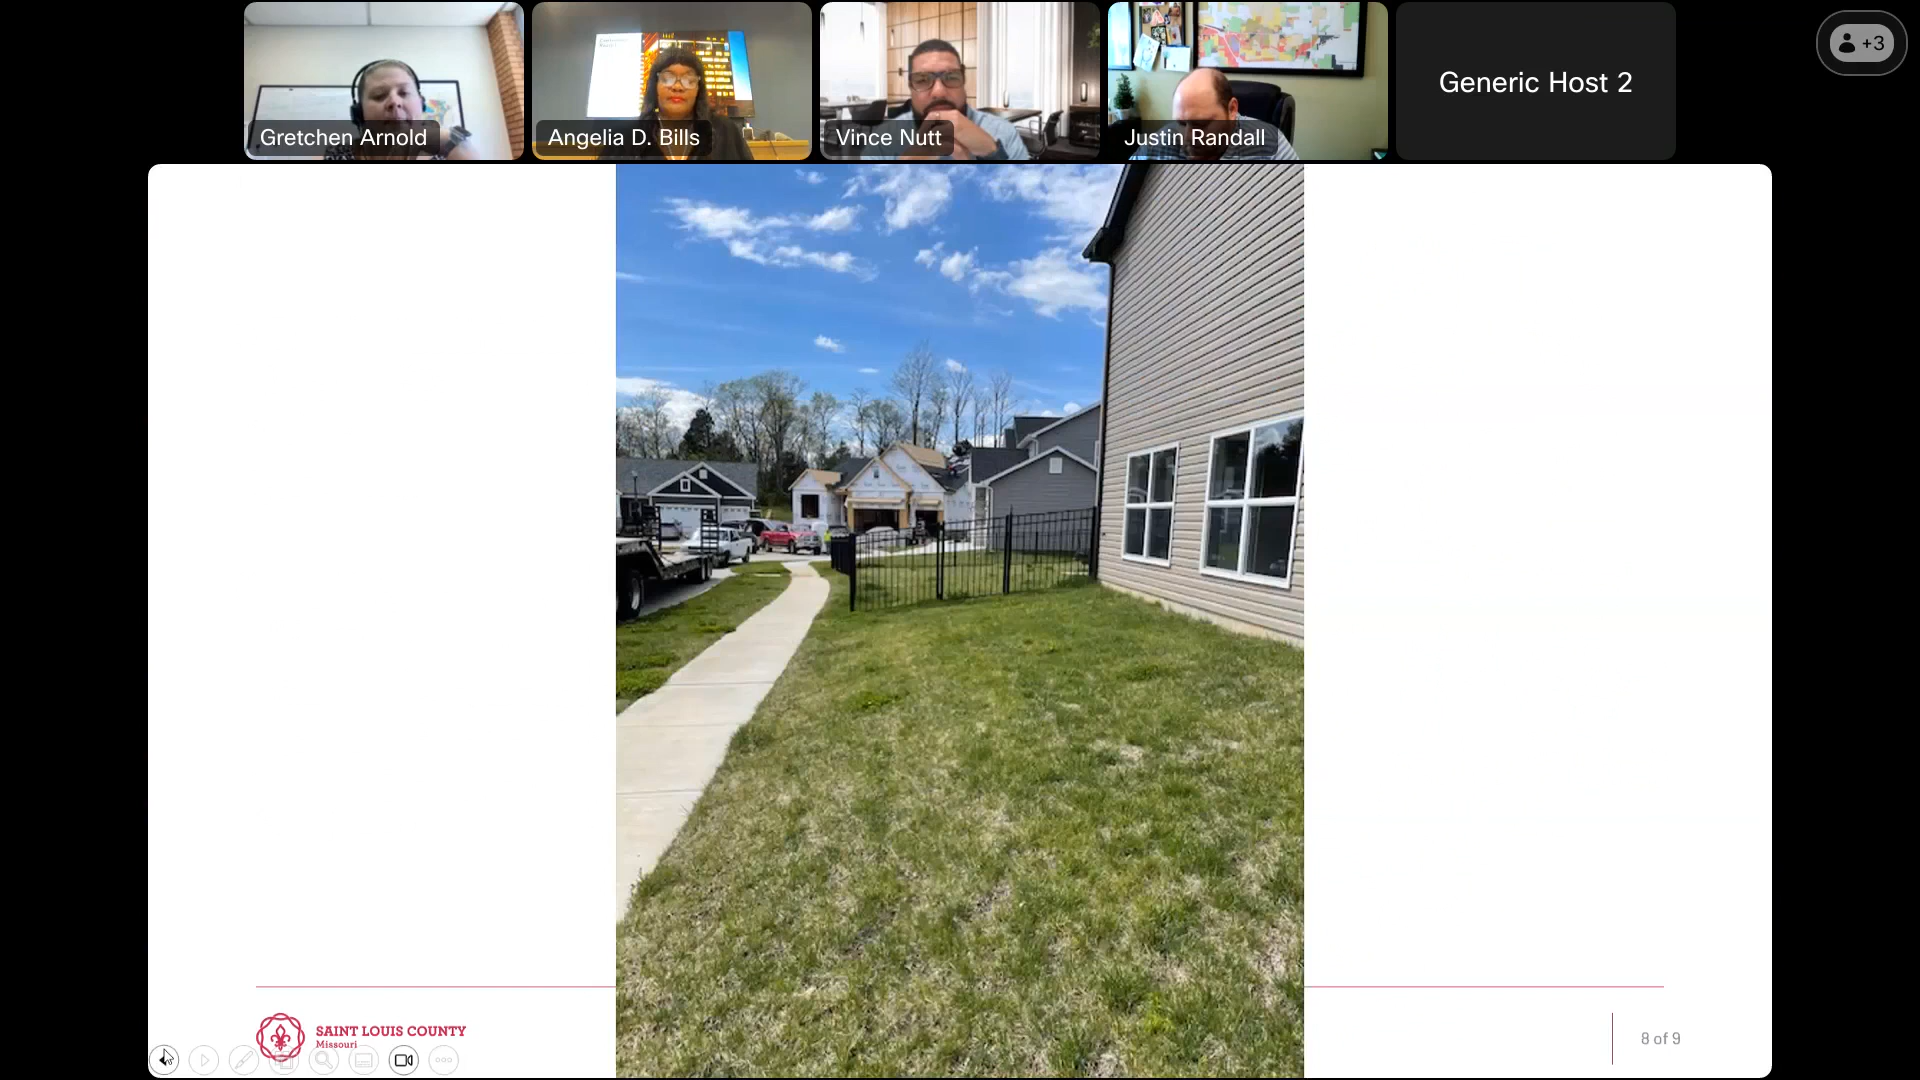 Gretchen Arnold
Angelia D. Bills
Vince Nutt
Justin Randall
Generic Host 2
+3
SAINT LOUIS COUNTY
Missouri
8 of 9